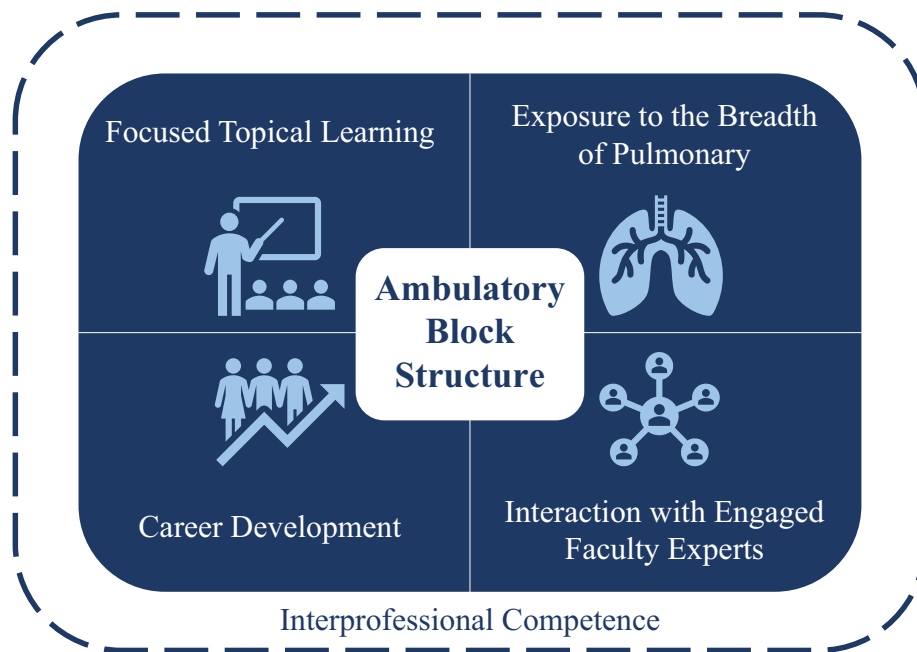 Focused Topical Learning
Exposure to the Breadth
of Pulmonary
Ambulatory
Block
Structure
Career Development
Interaction with Engaged
Faculty Experts
Interprofessional Competence